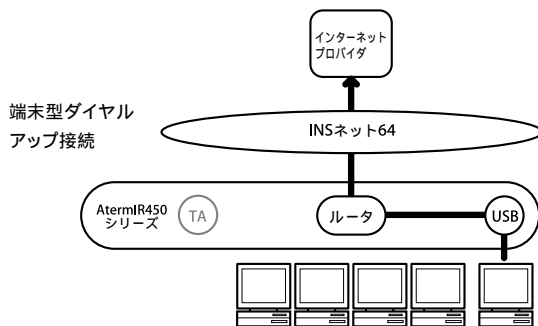 インターネット
プロバイダ
端末型ダイヤル
アップ接続
INSネット64
AtermIR450
シリーズ
TA
ルータ
USB